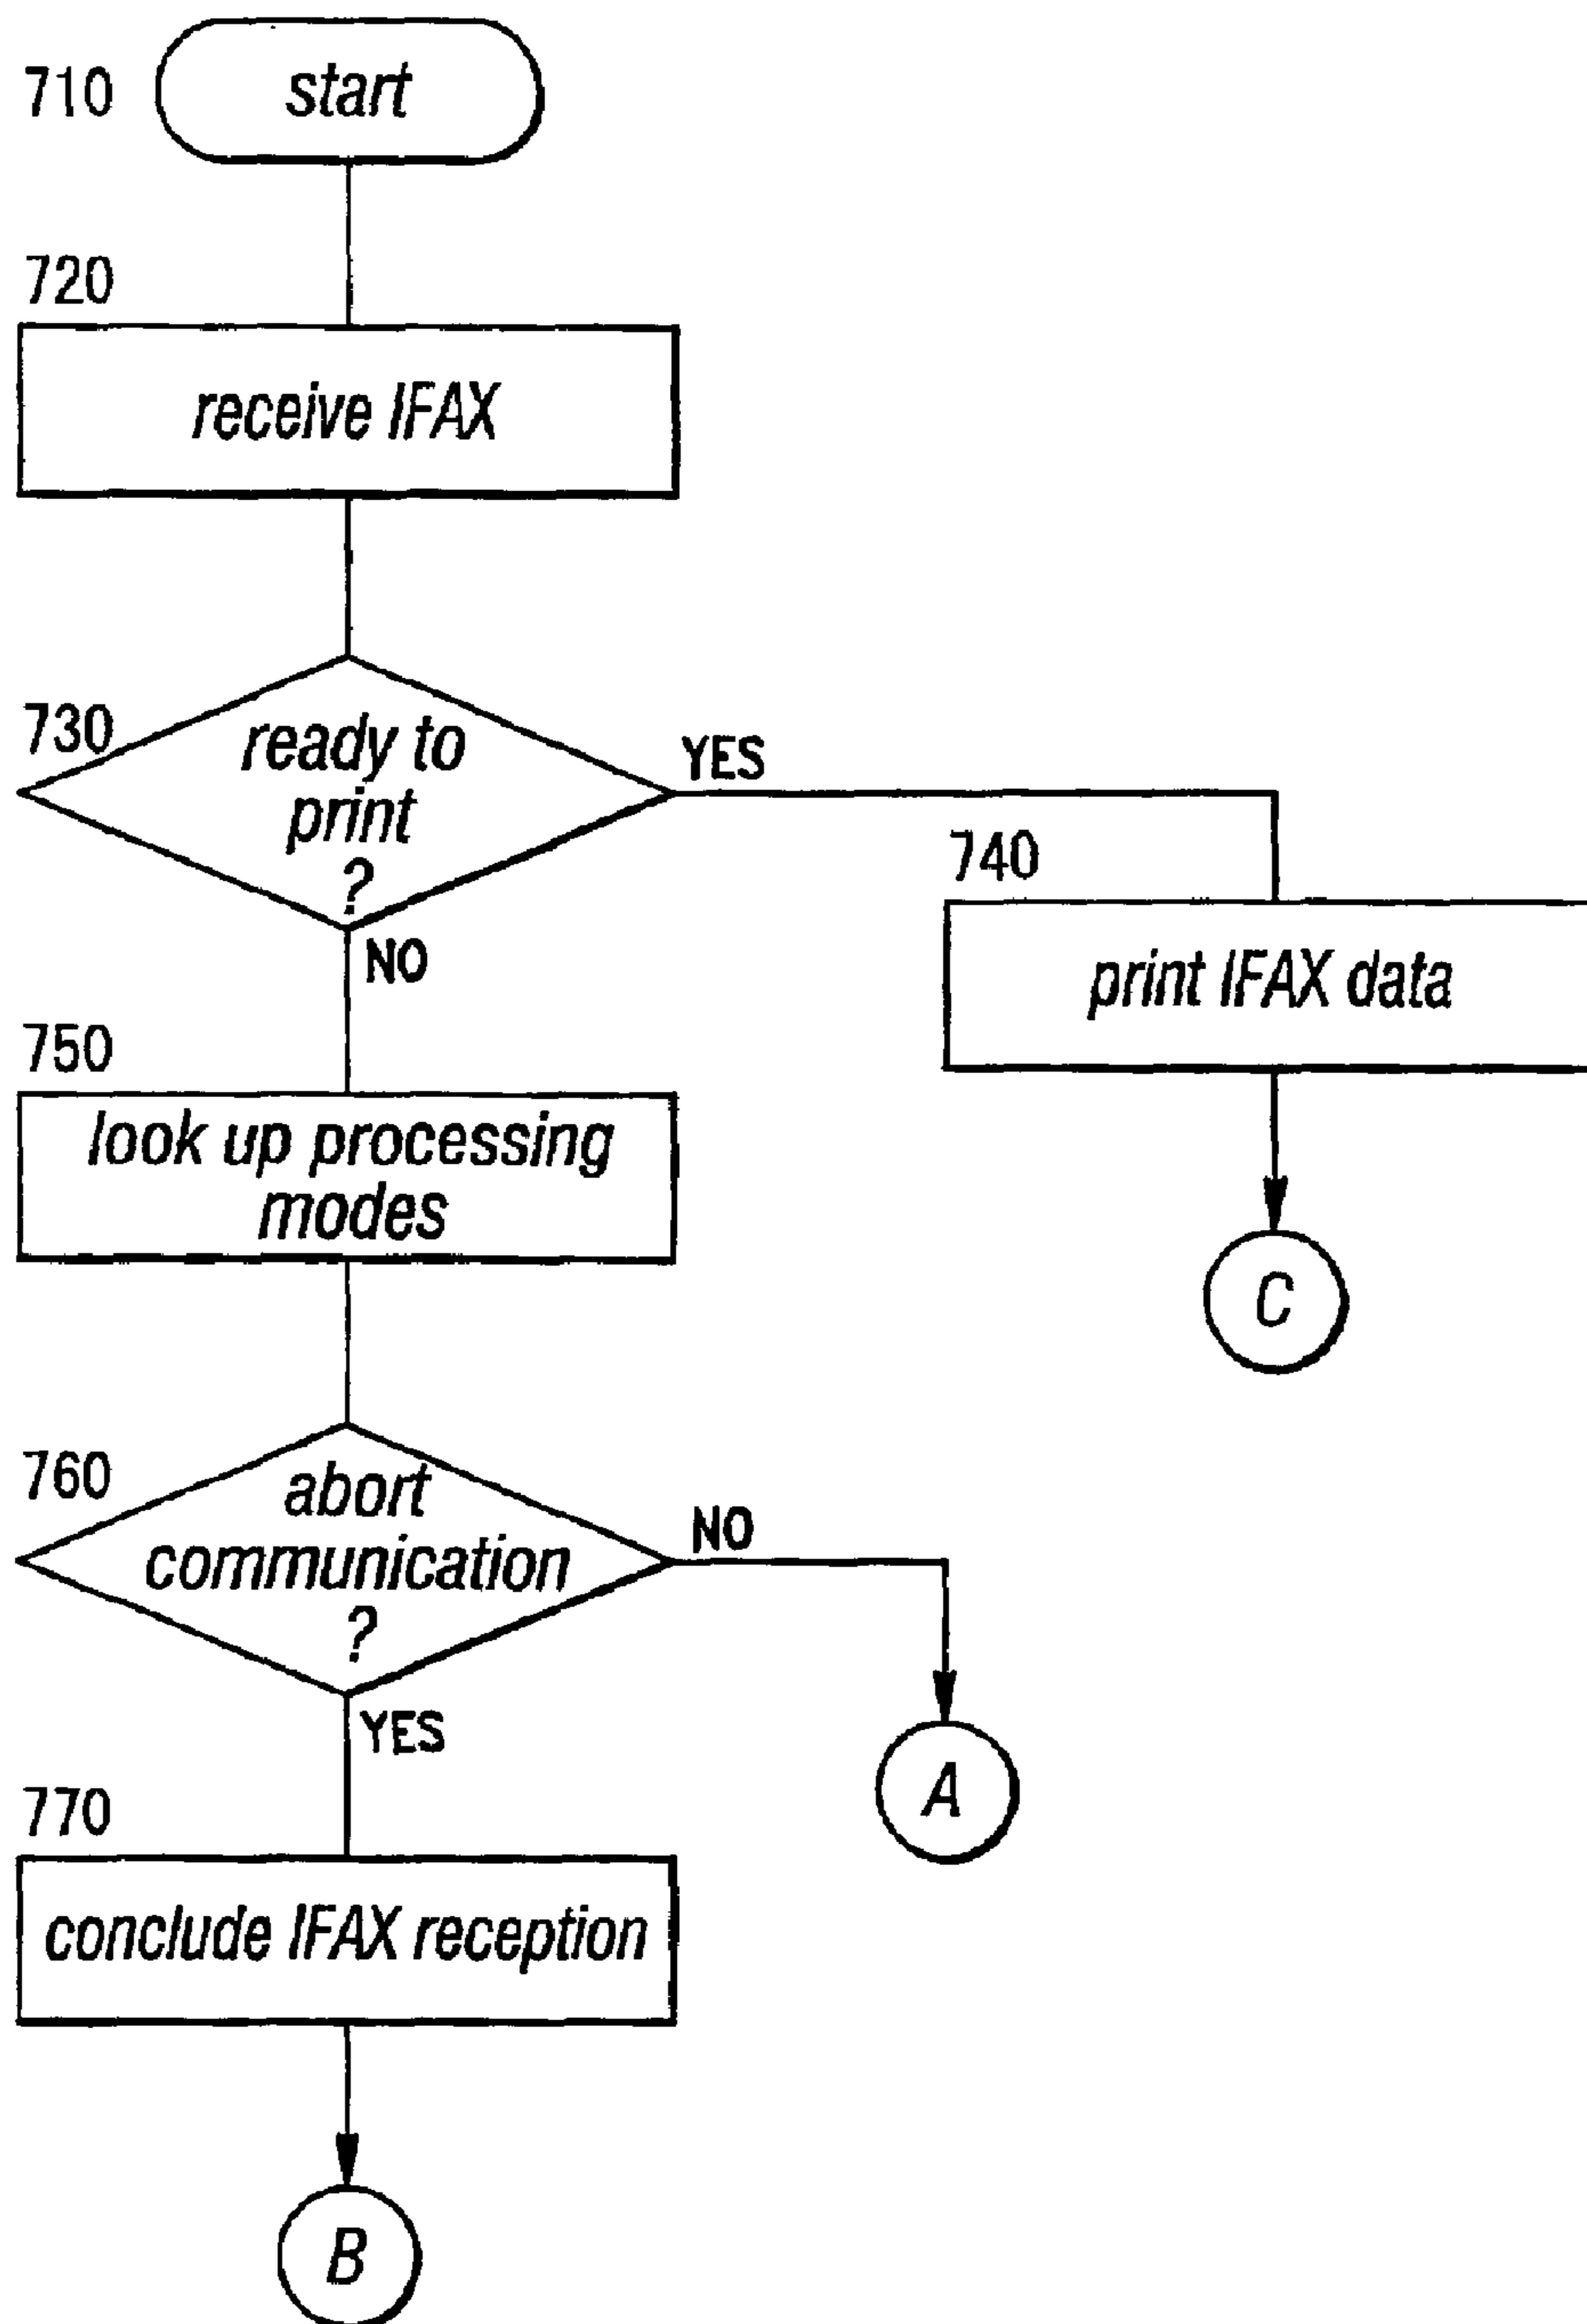 710
start
720
receive IFAX
730
ready to
print
?
YES
NO
740
print IFAX data
C
750
look up processing
modes
760
abort
communication
?
NO
A
YES
770
conclude IFAX reception
B